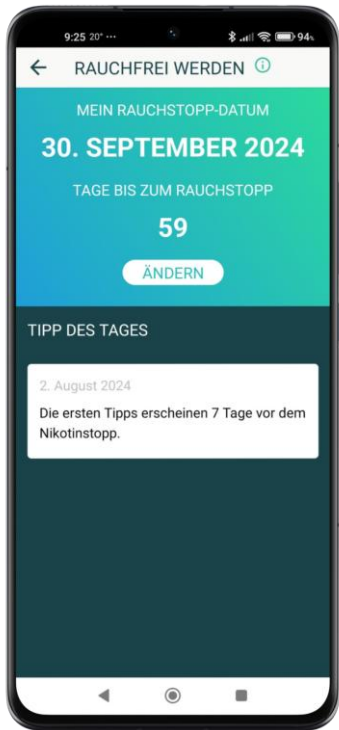 9:25 20° ··· 94%
RAUCHFREI WERDEN
MEIN RAUCHSTOPP-DATUM
30. SEPTEMBER 2024
TAGE BIS ZUM RAUCHSTOPP
59
ÄNDERN
TIPP DES TAGES
2. August 2024
Die ersten Tipps erscheinen 7 Tage vor dem
Nikotinstopp.